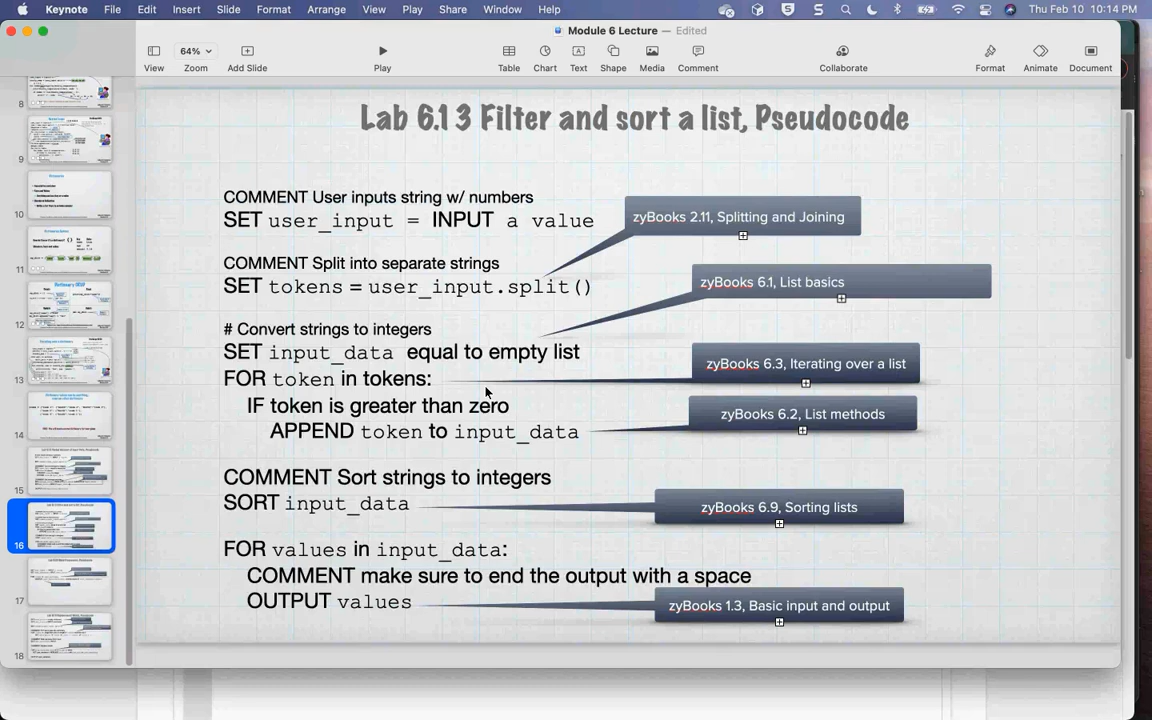 Keynote File Edit Insert Slide Format Arrange View Play Share Window Help Thu Feb 10 10:14 PM
Module 6 Lecture — Edited
64%
View Zoom Add Slide Play Table Chart Text Shape Media Comment Collaborate Format Animate Document
8
9
10
11
12
13
14
15
16
17
18
Lab 6.1 3 Filter and sort a list, Pseudocode
COMMENT User inputs string w/ numbers
SET user_input = INPUT a value
zyBooks 2.11, Splitting and Joining
COMMENT Split into separate strings
SET tokens = user_input.split()
zyBooks 6.1, List basics
# Convert strings to integers
SET input_data equal to empty list
FOR token in tokens:
zyBooks 6.3, Iterating over a list
IF token is greater than zero
APPEND token to input_data
zyBooks 6.2, List methods
COMMENT Sort strings to integers
SORT input_data
zyBooks 6.9, Sorting lists
FOR values in input_data:
COMMENT make sure to end the output with a space
OUTPUT values
zyBooks 1.3, Basic input and output